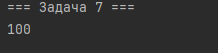 === Задача 7 ===
100